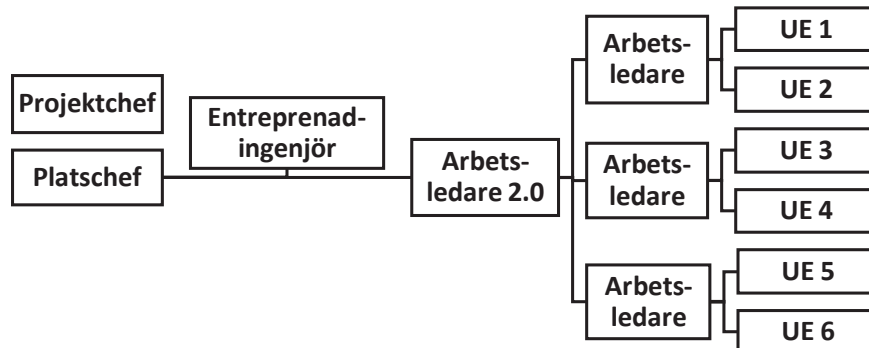 Projektchef
Platschef
Entreprenad-
ingenjör
Arbets-
ledare 2.0
Arbets-
ledare
UE 1
UE 2
Arbets-
ledare
UE 3
UE 4
Arbets-
ledare
UE 5
UE 6